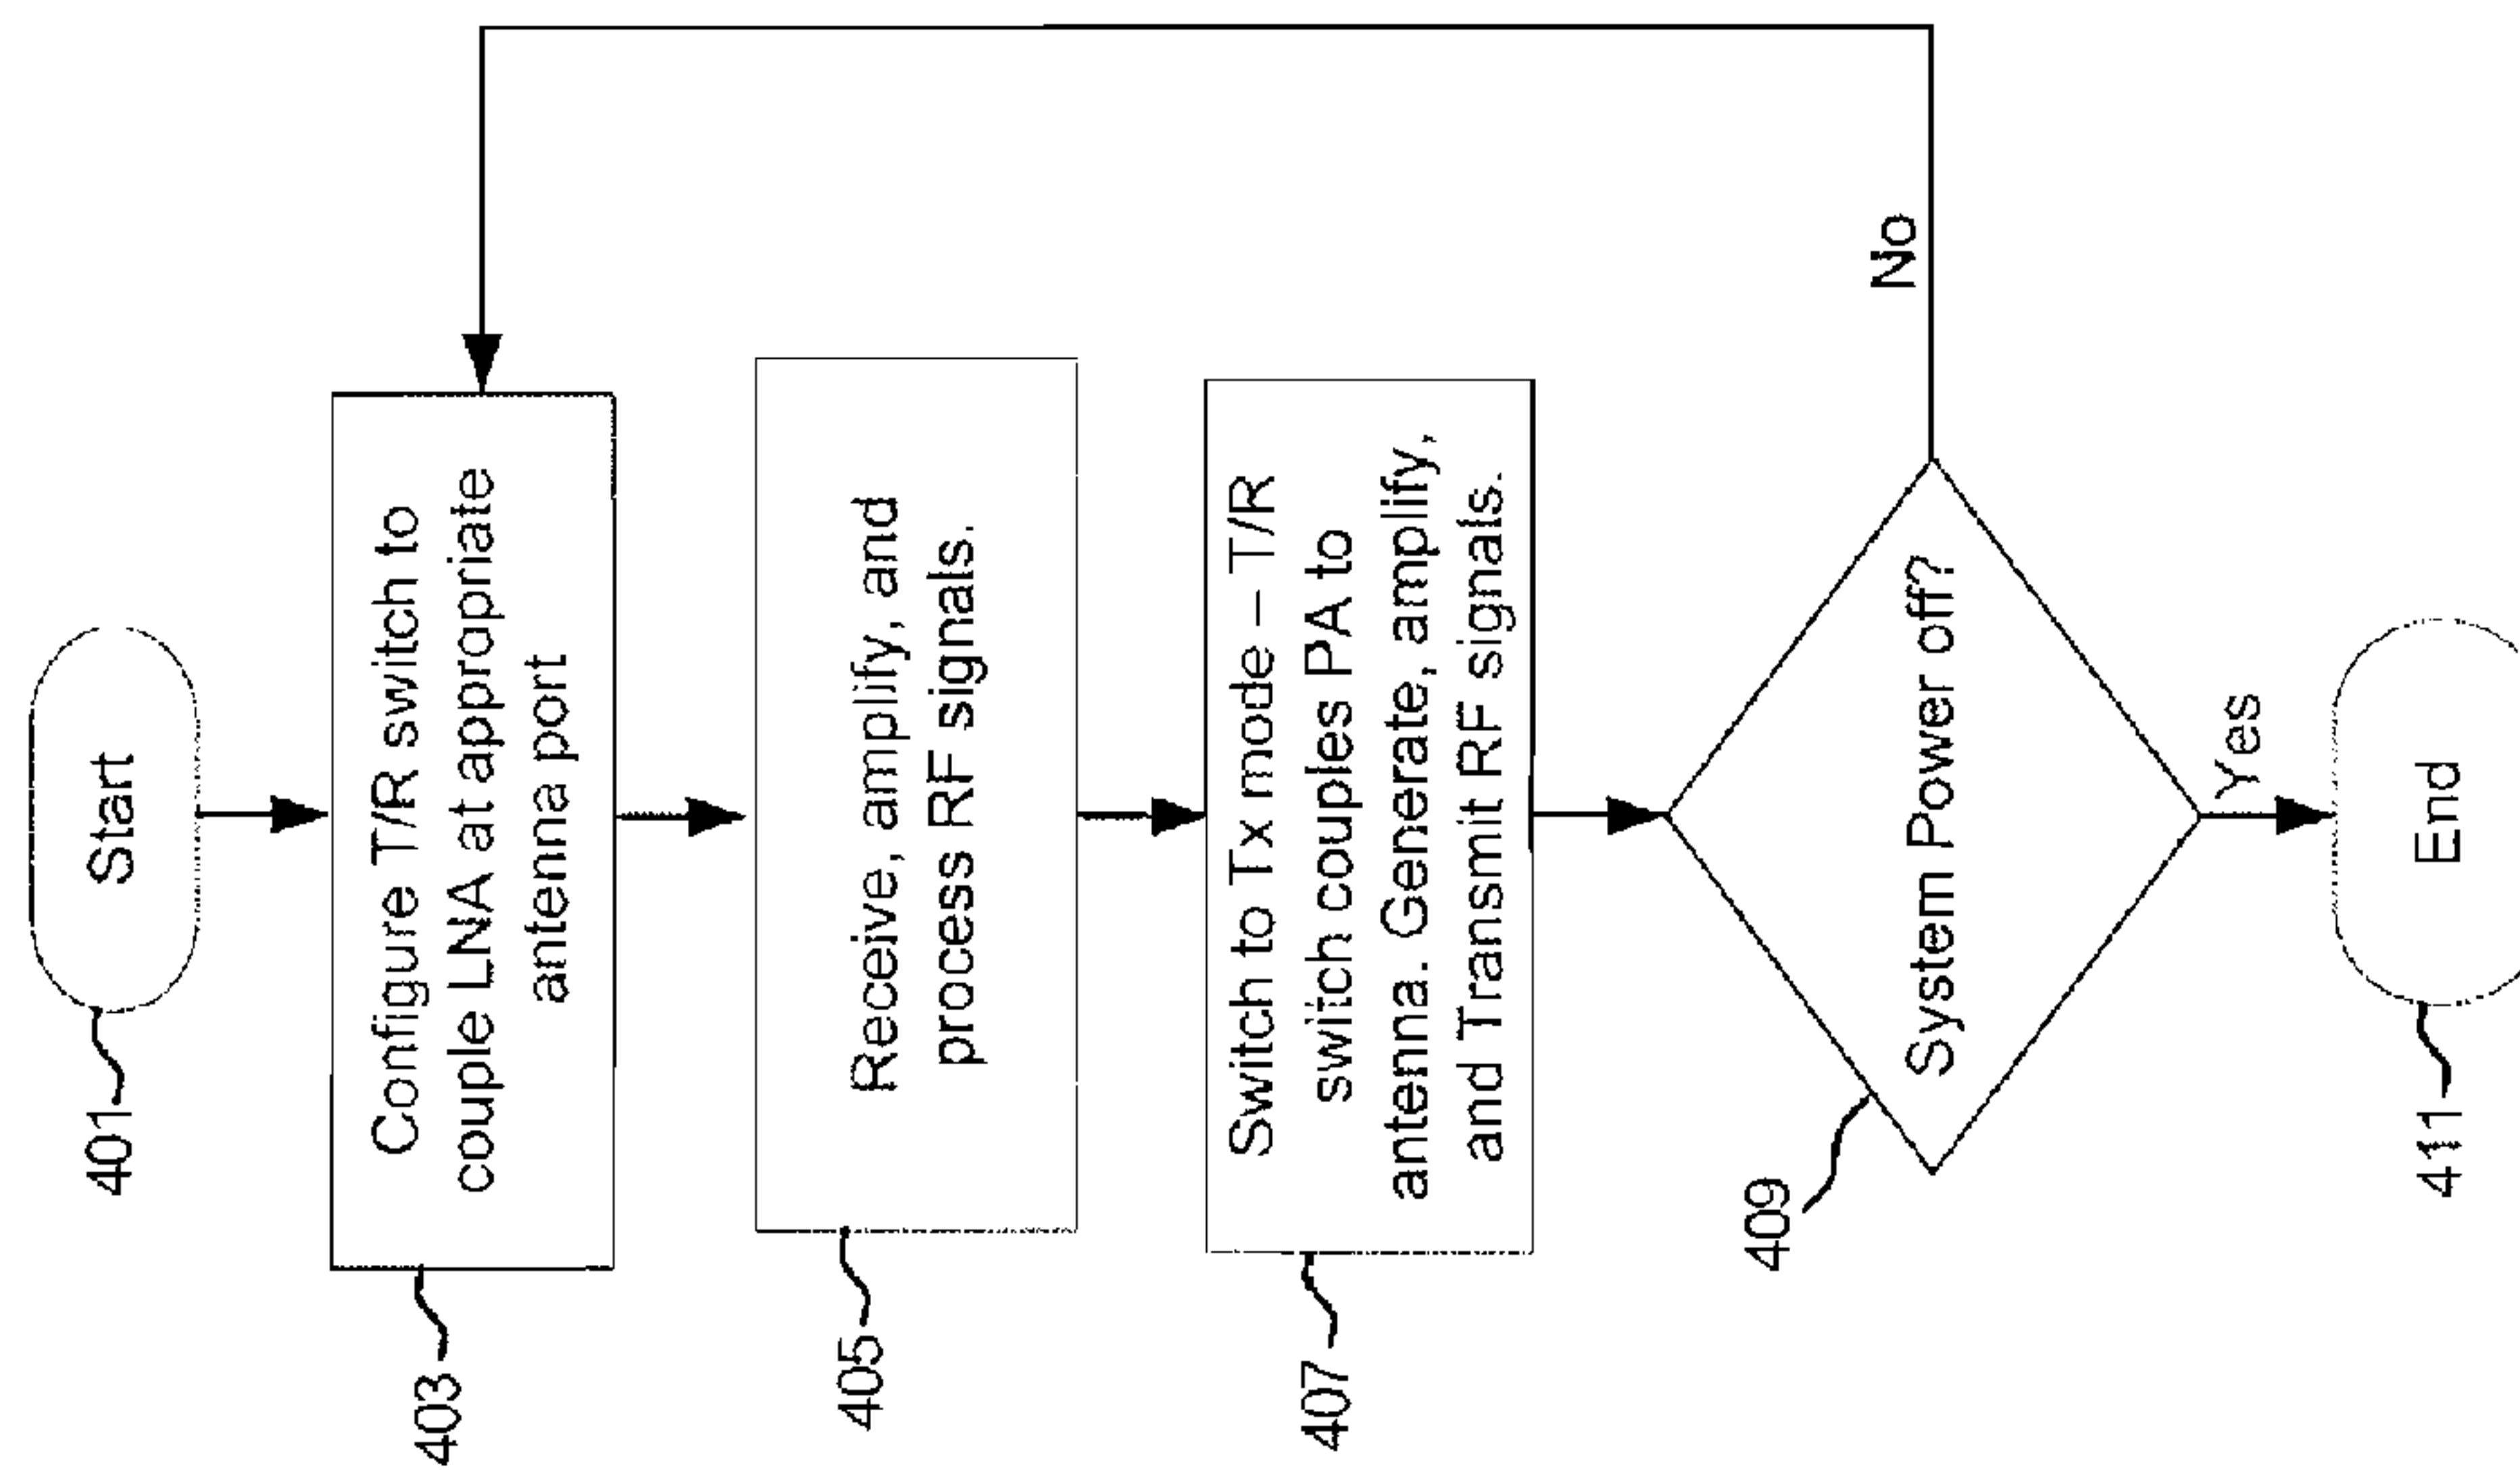 401
Start
403
Configure T/R switch to
couple LNA at appropriate
antenna port
405
Receive, amplify, and
process RF signals.
407
Switch to Tx mode – T/R
switch couples PA to
antenna. Generate, amplify,
and Transmit RF signals.
409
System Power off?
No
Yes
411
End